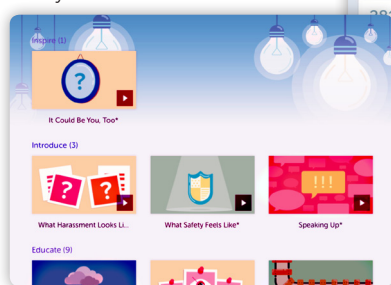 Inspire (1)
It Could Be You, Too*
Introduce (3)
What Harassment Looks Li...
What Safety Feels Like*
Speaking Up*
Educate (9)